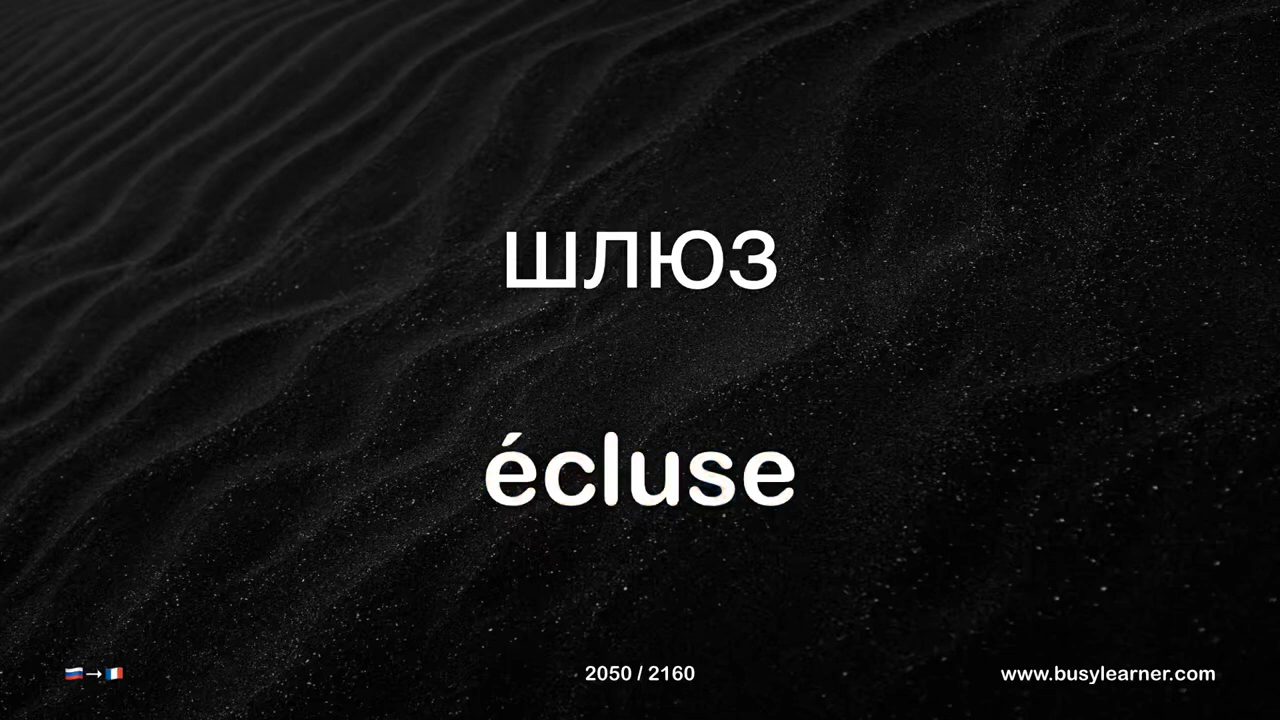 шлюз
écluse
🇷🇺→🇫🇷
2050 / 2160
www.busylearner.com